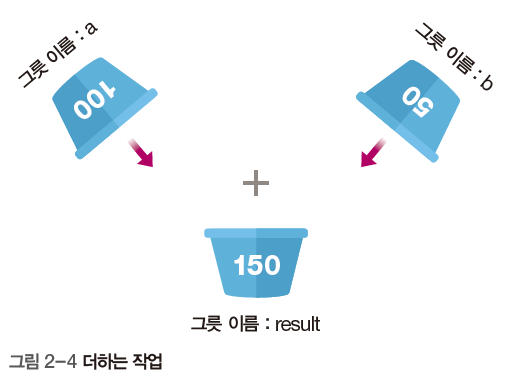 그릇 이름 : a
그릇 이름 : b
100
50
+
150
그릇 이름 : result
그림 2-4 더하는 작업